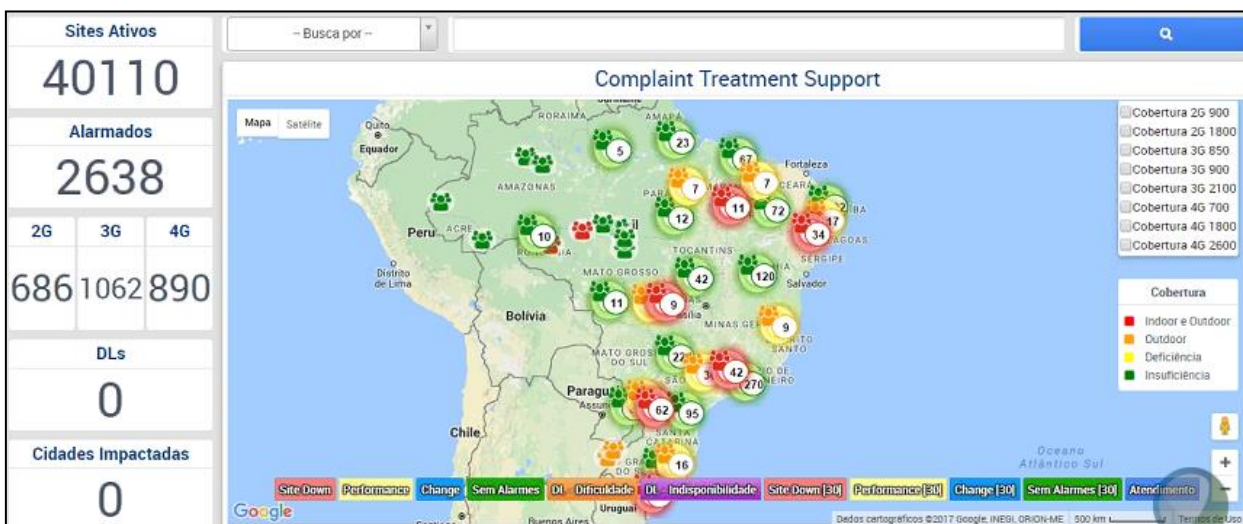 Sites Ativos
40110
Alarmados
2638
2G 3G 4G
686 1062 890
DLs
0
Cidades Impactadas
0
-- Busca por --
Complaint Treatment Support
Mapa Satélite
Cobertura 2G 900
Cobertura 2G 1800
Cobertura 3G 850
Cobertura 3G 900
Cobertura 3G 2100
Cobertura 4G 700
Cobertura 4G 1800
Cobertura 4G 2600
Cobertura
Indoor e Outdoor
Outdoor
Deficiência
Insuficiência
RORAIMA
AMAPÁ
Quito
Equador
5
23
67
Fortaleza
AMAZONAS
7
7
CEARÁ
11
72
12
17
34
Peru
ACRE
10
TOCANTINS
SERGIPE
Distrito
de Lima
MATO GROSSO
42
120
Salvador
11
9
Bolívia
MINAS
9
SANTO
22
42
270
62
95
Chile
SANTA
CATARINA
16
Oceano
Atlântico Sul
Site Down Performance Change Sem Alarmes DL - Dificuldade DL - Indisponibilidade Site Down [30] Performance [30] Change [30] Sem Alarmes [30] Atendimento
Uruguai
Google
Buenos Aires
Dados cartográficos ©2017 Google, INEGI, ORION-ME 500 km Termos de Uso